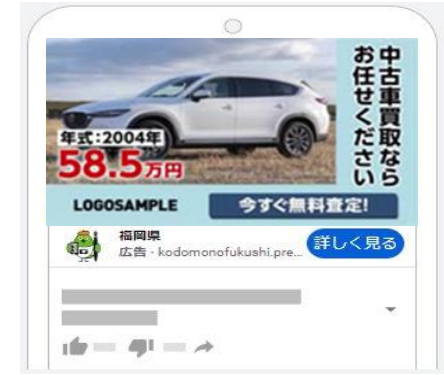 中古車買取なら
お任せください
年式:2004年
58.5万円
LOGOSAMPLE
今すぐ無料査定!
福岡県
広告・kodomonofukushi.pre...
詳しく見る